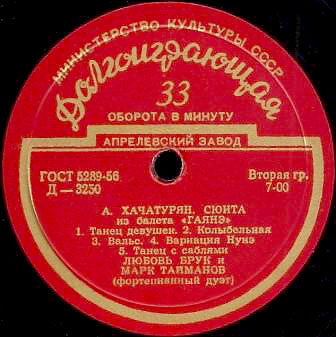 МИНИСТЕРСТВО КУЛЬТУРЫ СССР
Долгоиграющая
33
ОБОРОТА В МИНУТУ
АПРЕЛЕВСКИЙ ЗАВОД
ГОСТ 5289-56 Вторая гр.
Д — 3250 7-00
А. ХАЧАТУРЯН. СЮИТА
из балета «ГАЯНЭ»
1. Танец девушек. 2. Колыбельная
3. Вальс. 4. Вариация Нунэ
5. Танец с саблями
ЛЮБОВЬ БРУК и
МАРК ТАЙМАНОВ
(фортепианный дуэт)